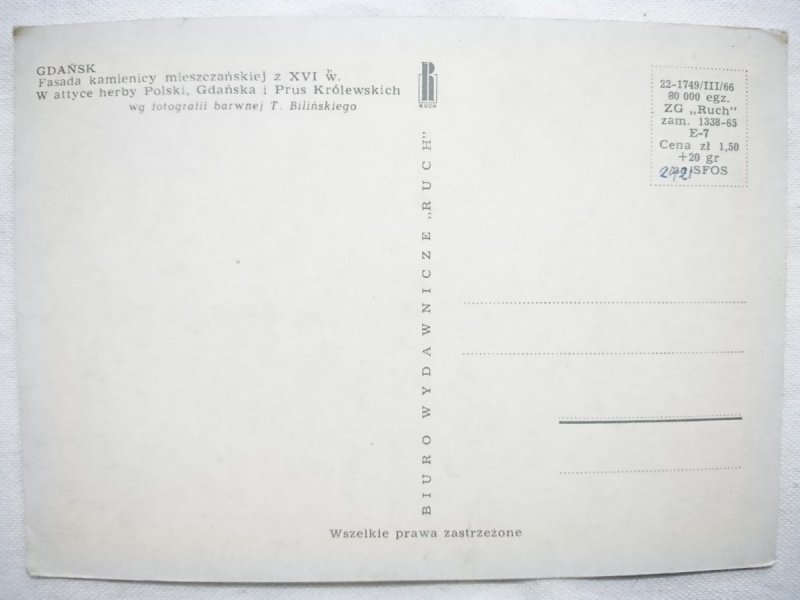 GDAŃSK
Fasada kamienicy mieszczańskiej z XVI w.
W attyce herby Polski, Gdańska i Prus Królewskich
wg fotografii barwnej T. Bilińskiego
R
RUCH
22-1749/III/66
80 000 egz.
ZG „Ruch"
zam. 1338-65
E-7
Cena zł 1,50
+20 gr
SFOS
BIURO WYDAWNICZE „RUCH"
Wszelkie prawa zastrzeżone